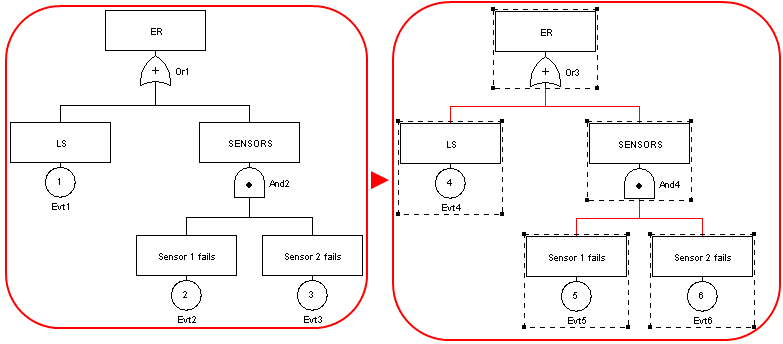 ER
+
Or1
LS
SENSORS
1
And2
Evt1
Sensor 1 fails
Sensor 2 fails
2
3
Evt2
Evt3
ER
+
Or3
LS
SENSORS
4
And4
Evt4
Sensor 1 fails
Sensor 2 fails
5
6
Evt5
Evt6